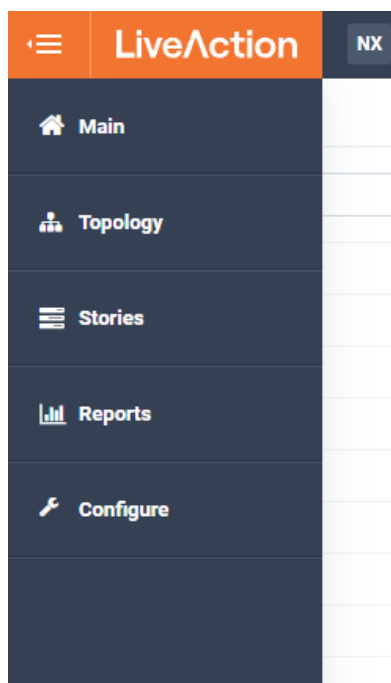 LiveAction NX
Main
Topology
Stories
Reports
Configure